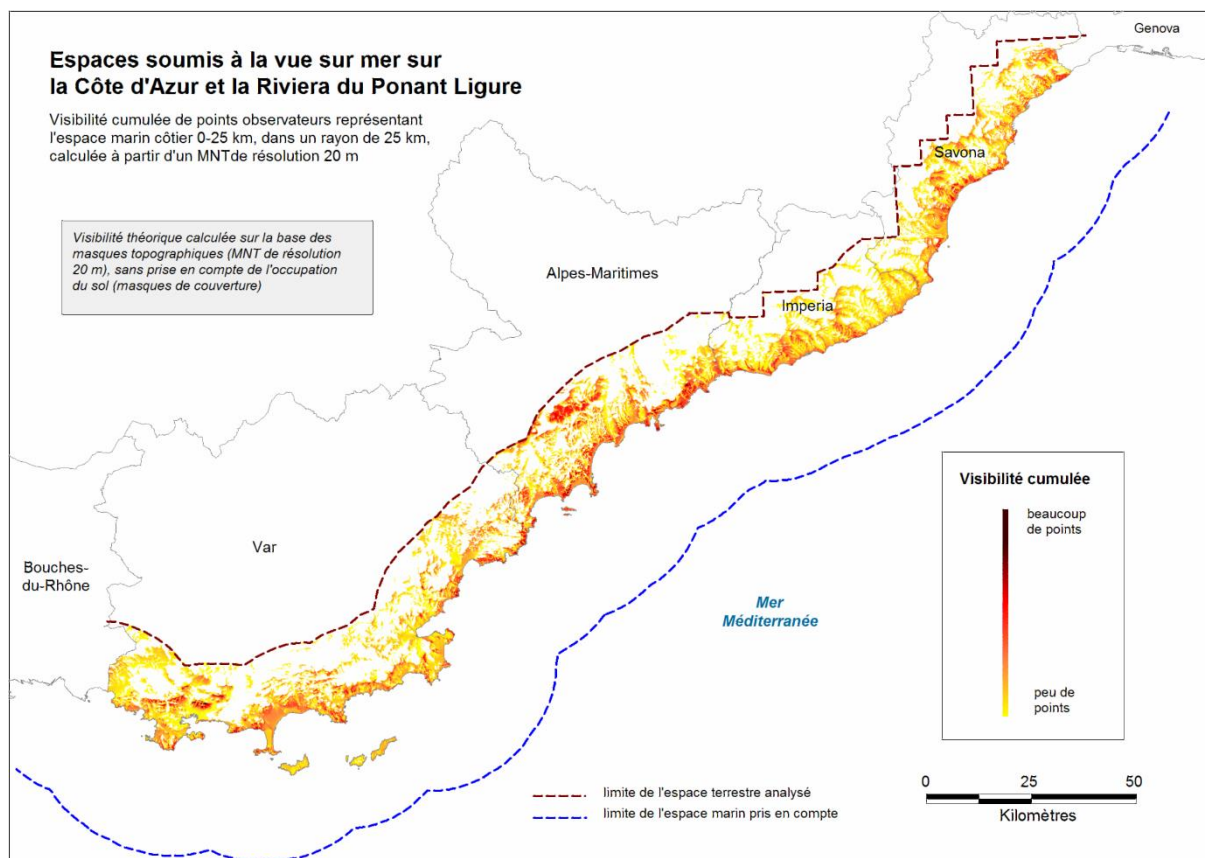 Espaces soumis à la vue sur mer sur
la Côte d'Azur et la Riviera du Ponant Ligure
Visibilité cumulée de points observateurs représentant
l'espace marin côtier 0-25 km, dans un rayon de 25 km,
calculée à partir d'un MNTde résolution 20 m
Visibilité théorique calculée sur la base des
masques topographiques (MNT de résolution
20 m), sans prise en compte de l'occupation
du sol (masques de couverture)
Genova
Savona
Alpes-Maritimes
Imperia
Var
Bouches-
du-Rhône
Mer
Méditerranée
Visibilité cumulée
beaucoup
de points
peu de
points
limite de l'espace terrestre analysé
limite de l'espace marin pris en compte
0 25 50
Kilomètres